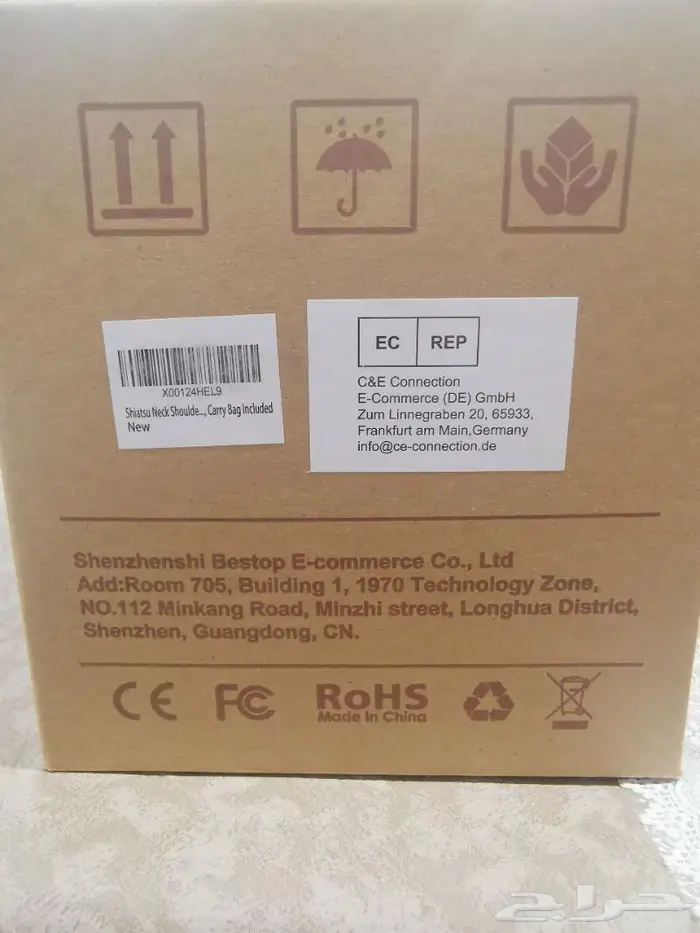 X00124HEL9
Shiatsu Neck Shoulde..., Carry Bag Included
New
EC REP
C&E Connection
E-Commerce (DE) GmbH
Zum Linnegraben 20, 65933,
Frankfurt am Main,Germany
info@ce-connection.de
Shenzhenshi Bestop E-commerce Co., Ltd
Add:Room 705, Building 1, 1970 Technology Zone,
NO.112 Minkang Road, Minzhi street, Longhua District,
Shenzhen, Guangdong, CN.
CE FC RoHS
Made in China
حراج